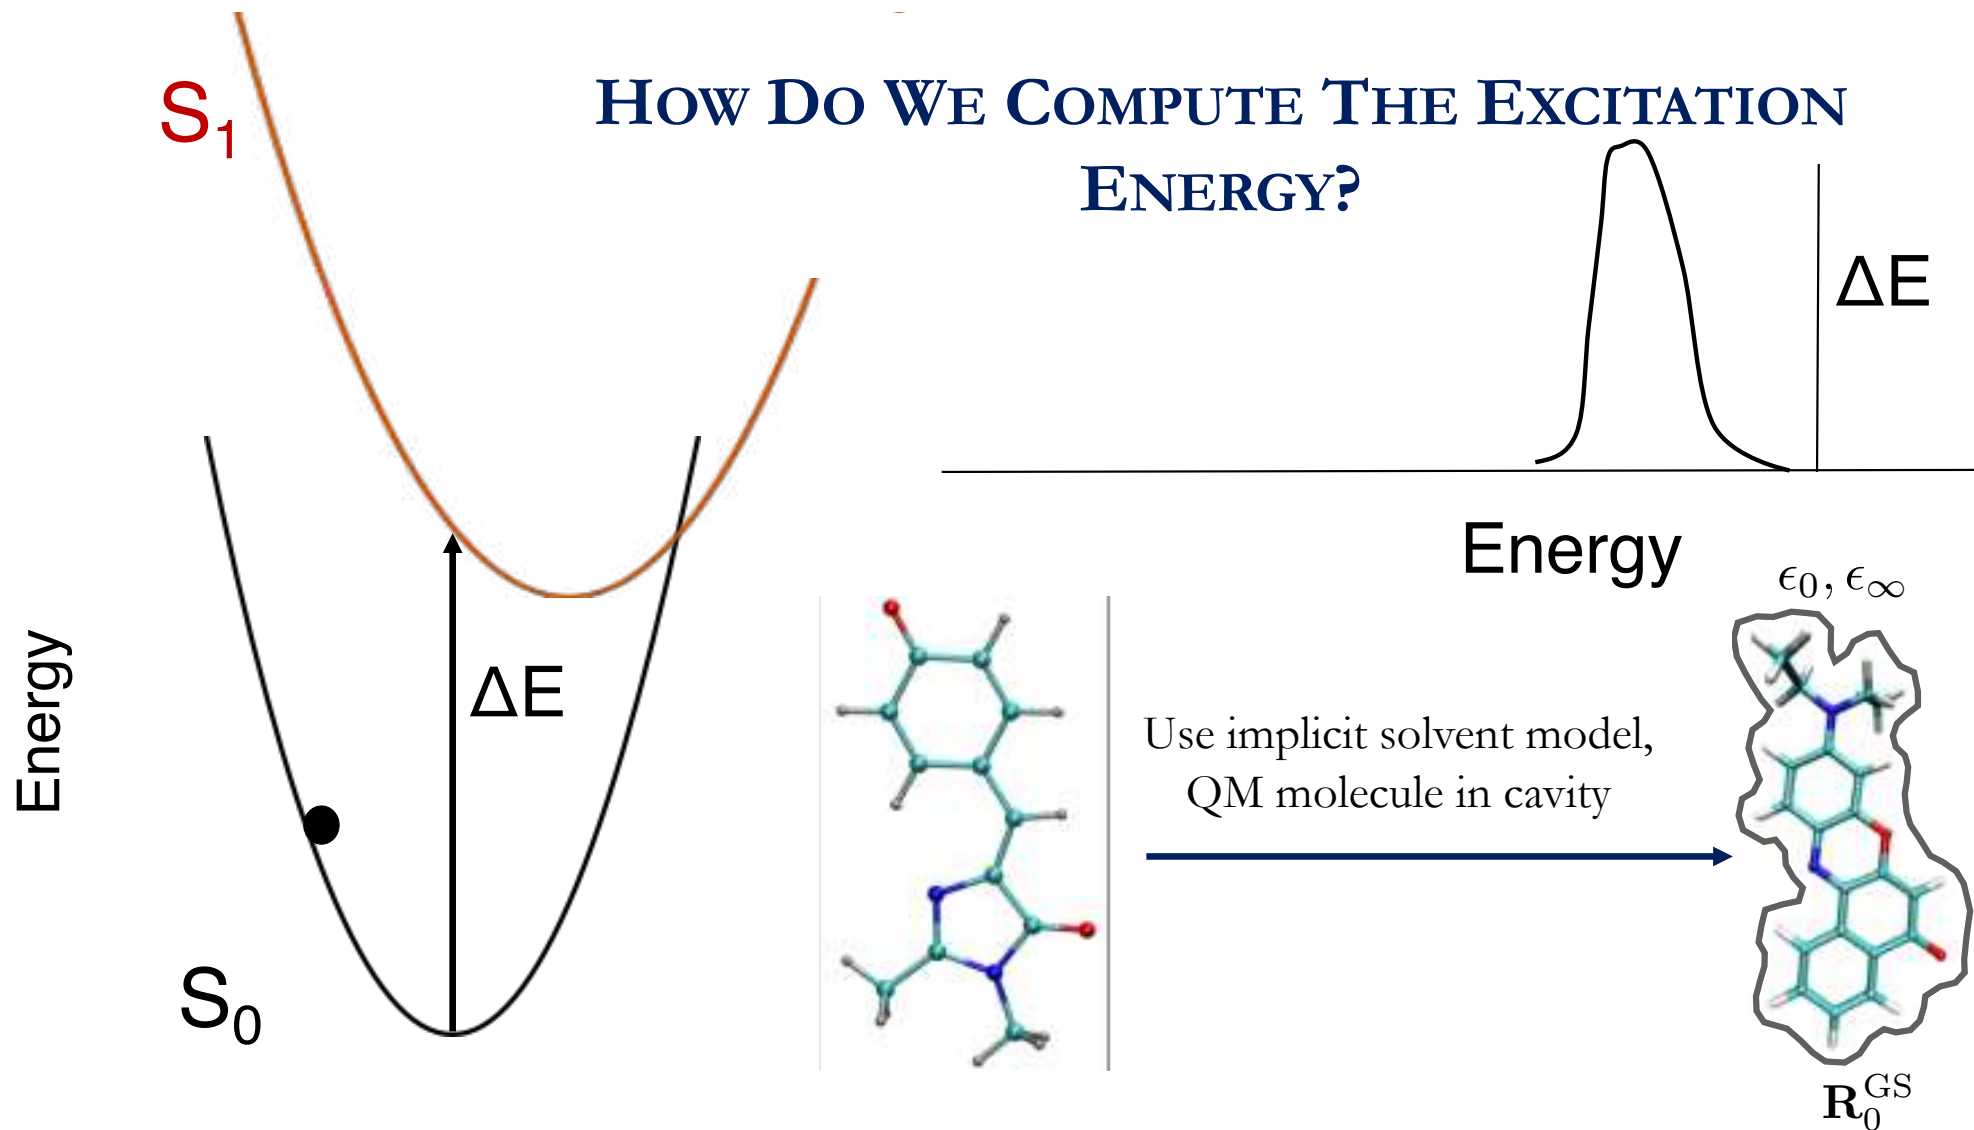 HOW DO WE COMPUTE THE EXCITATION
ENERGY?
S₁
ΔE
Energy
ϵ₀, ϵ∞
Energy
ΔE
Use implicit solvent model,
QM molecule in cavity
S₀
R₀ᴳˢ